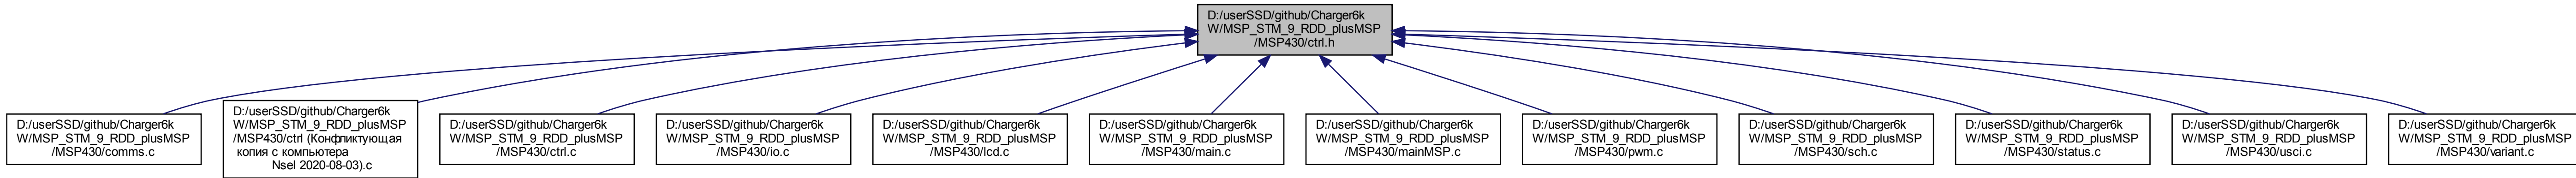 D:/userSSD/github/Charger6k
W/MSP_STM_9_RDD_plusMSP
/MSP430/ctrl.h
D:/userSSD/github/Charger6k
W/MSP_STM_9_RDD_plusMSP
/MSP430/comms.c
D:/userSSD/github/Charger6k
W/MSP_STM_9_RDD_plusMSP
/MSP430/ctrl (Конфликтующая
копия с компьютера
Nsel 2020-08-03).c
D:/userSSD/github/Charger6k
W/MSP_STM_9_RDD_plusMSP
/MSP430/ctrl.c
D:/userSSD/github/Charger6k
W/MSP_STM_9_RDD_plusMSP
/MSP430/io.c
D:/userSSD/github/Charger6k
W/MSP_STM_9_RDD_plusMSP
/MSP430/lcd.c
D:/userSSD/github/Charger6k
W/MSP_STM_9_RDD_plusMSP
/MSP430/main.c
D:/userSSD/github/Charger6k
W/MSP_STM_9_RDD_plusMSP
/MSP430/mainMSP.c
D:/userSSD/github/Charger6k
W/MSP_STM_9_RDD_plusMSP
/MSP430/pwm.c
D:/userSSD/github/Charger6k
W/MSP_STM_9_RDD_plusMSP
/MSP430/sch.c
D:/userSSD/github/Charger6k
W/MSP_STM_9_RDD_plusMSP
/MSP430/status.c
D:/userSSD/github/Charger6k
W/MSP_STM_9_RDD_plusMSP
/MSP430/usci.c
D:/userSSD/github/Charger6k
W/MSP_STM_9_RDD_plusMSP
/MSP430/variant.c